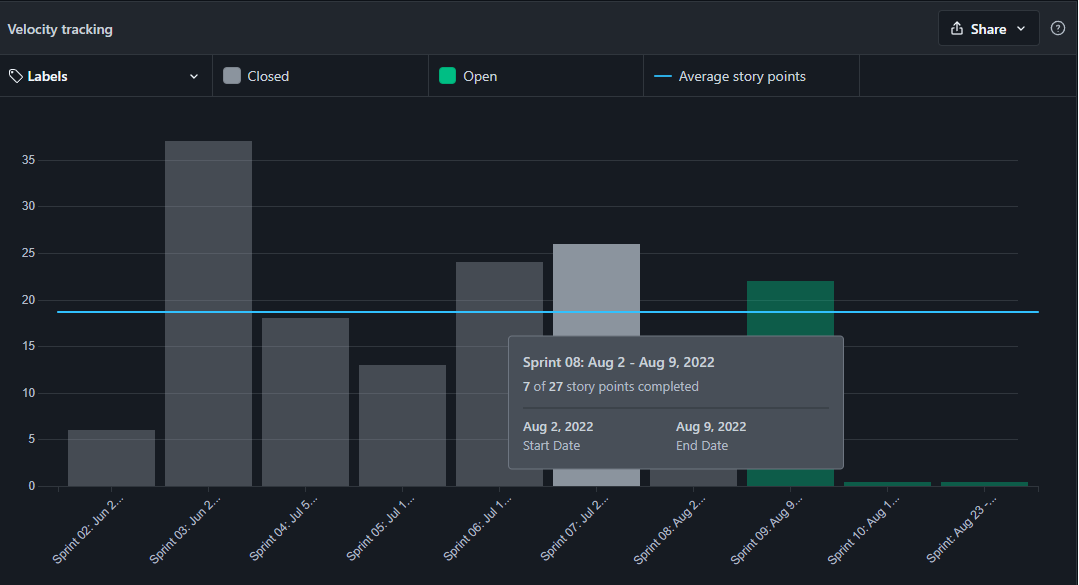 Velocity tracking
Share
Labels
Closed
Open
Average story points
35
30
25
20
15
10
5
0
Sprint 08: Aug 2 - Aug 9, 2022
7 of 27 story points completed
Aug 2, 2022 Aug 9, 2022
Start Date End Date
Sprint 02: Jun 2...
Sprint 03: Jun 2...
Sprint 04: Jul 5...
Sprint 05: Jul 1...
Sprint 06: Jul 1...
Sprint 07: Jul 2...
Sprint 08: Aug 2...
Sprint 09: Aug 9...
Sprint 10: Aug 1...
Sprint: Aug 23 -...